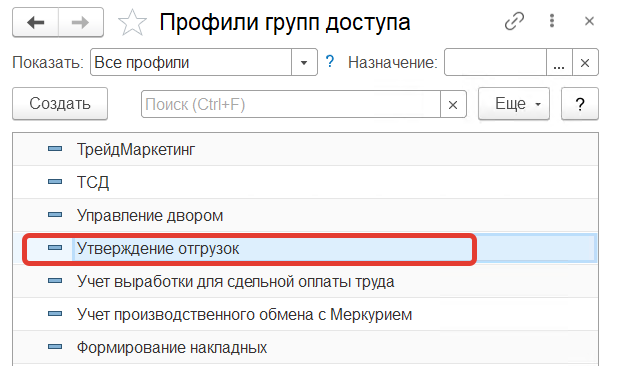 Профили групп доступа
Показать: Все профили ? Назначение: ...
Создать Поиск (Ctrl+F) Еще ?
ТрейдМаркетинг
ТСД
Управление двором
Утверждение отгрузок
Учет выработки для сдельной оплаты труда
Учет производственного обмена с Меркурием
Формирование накладных